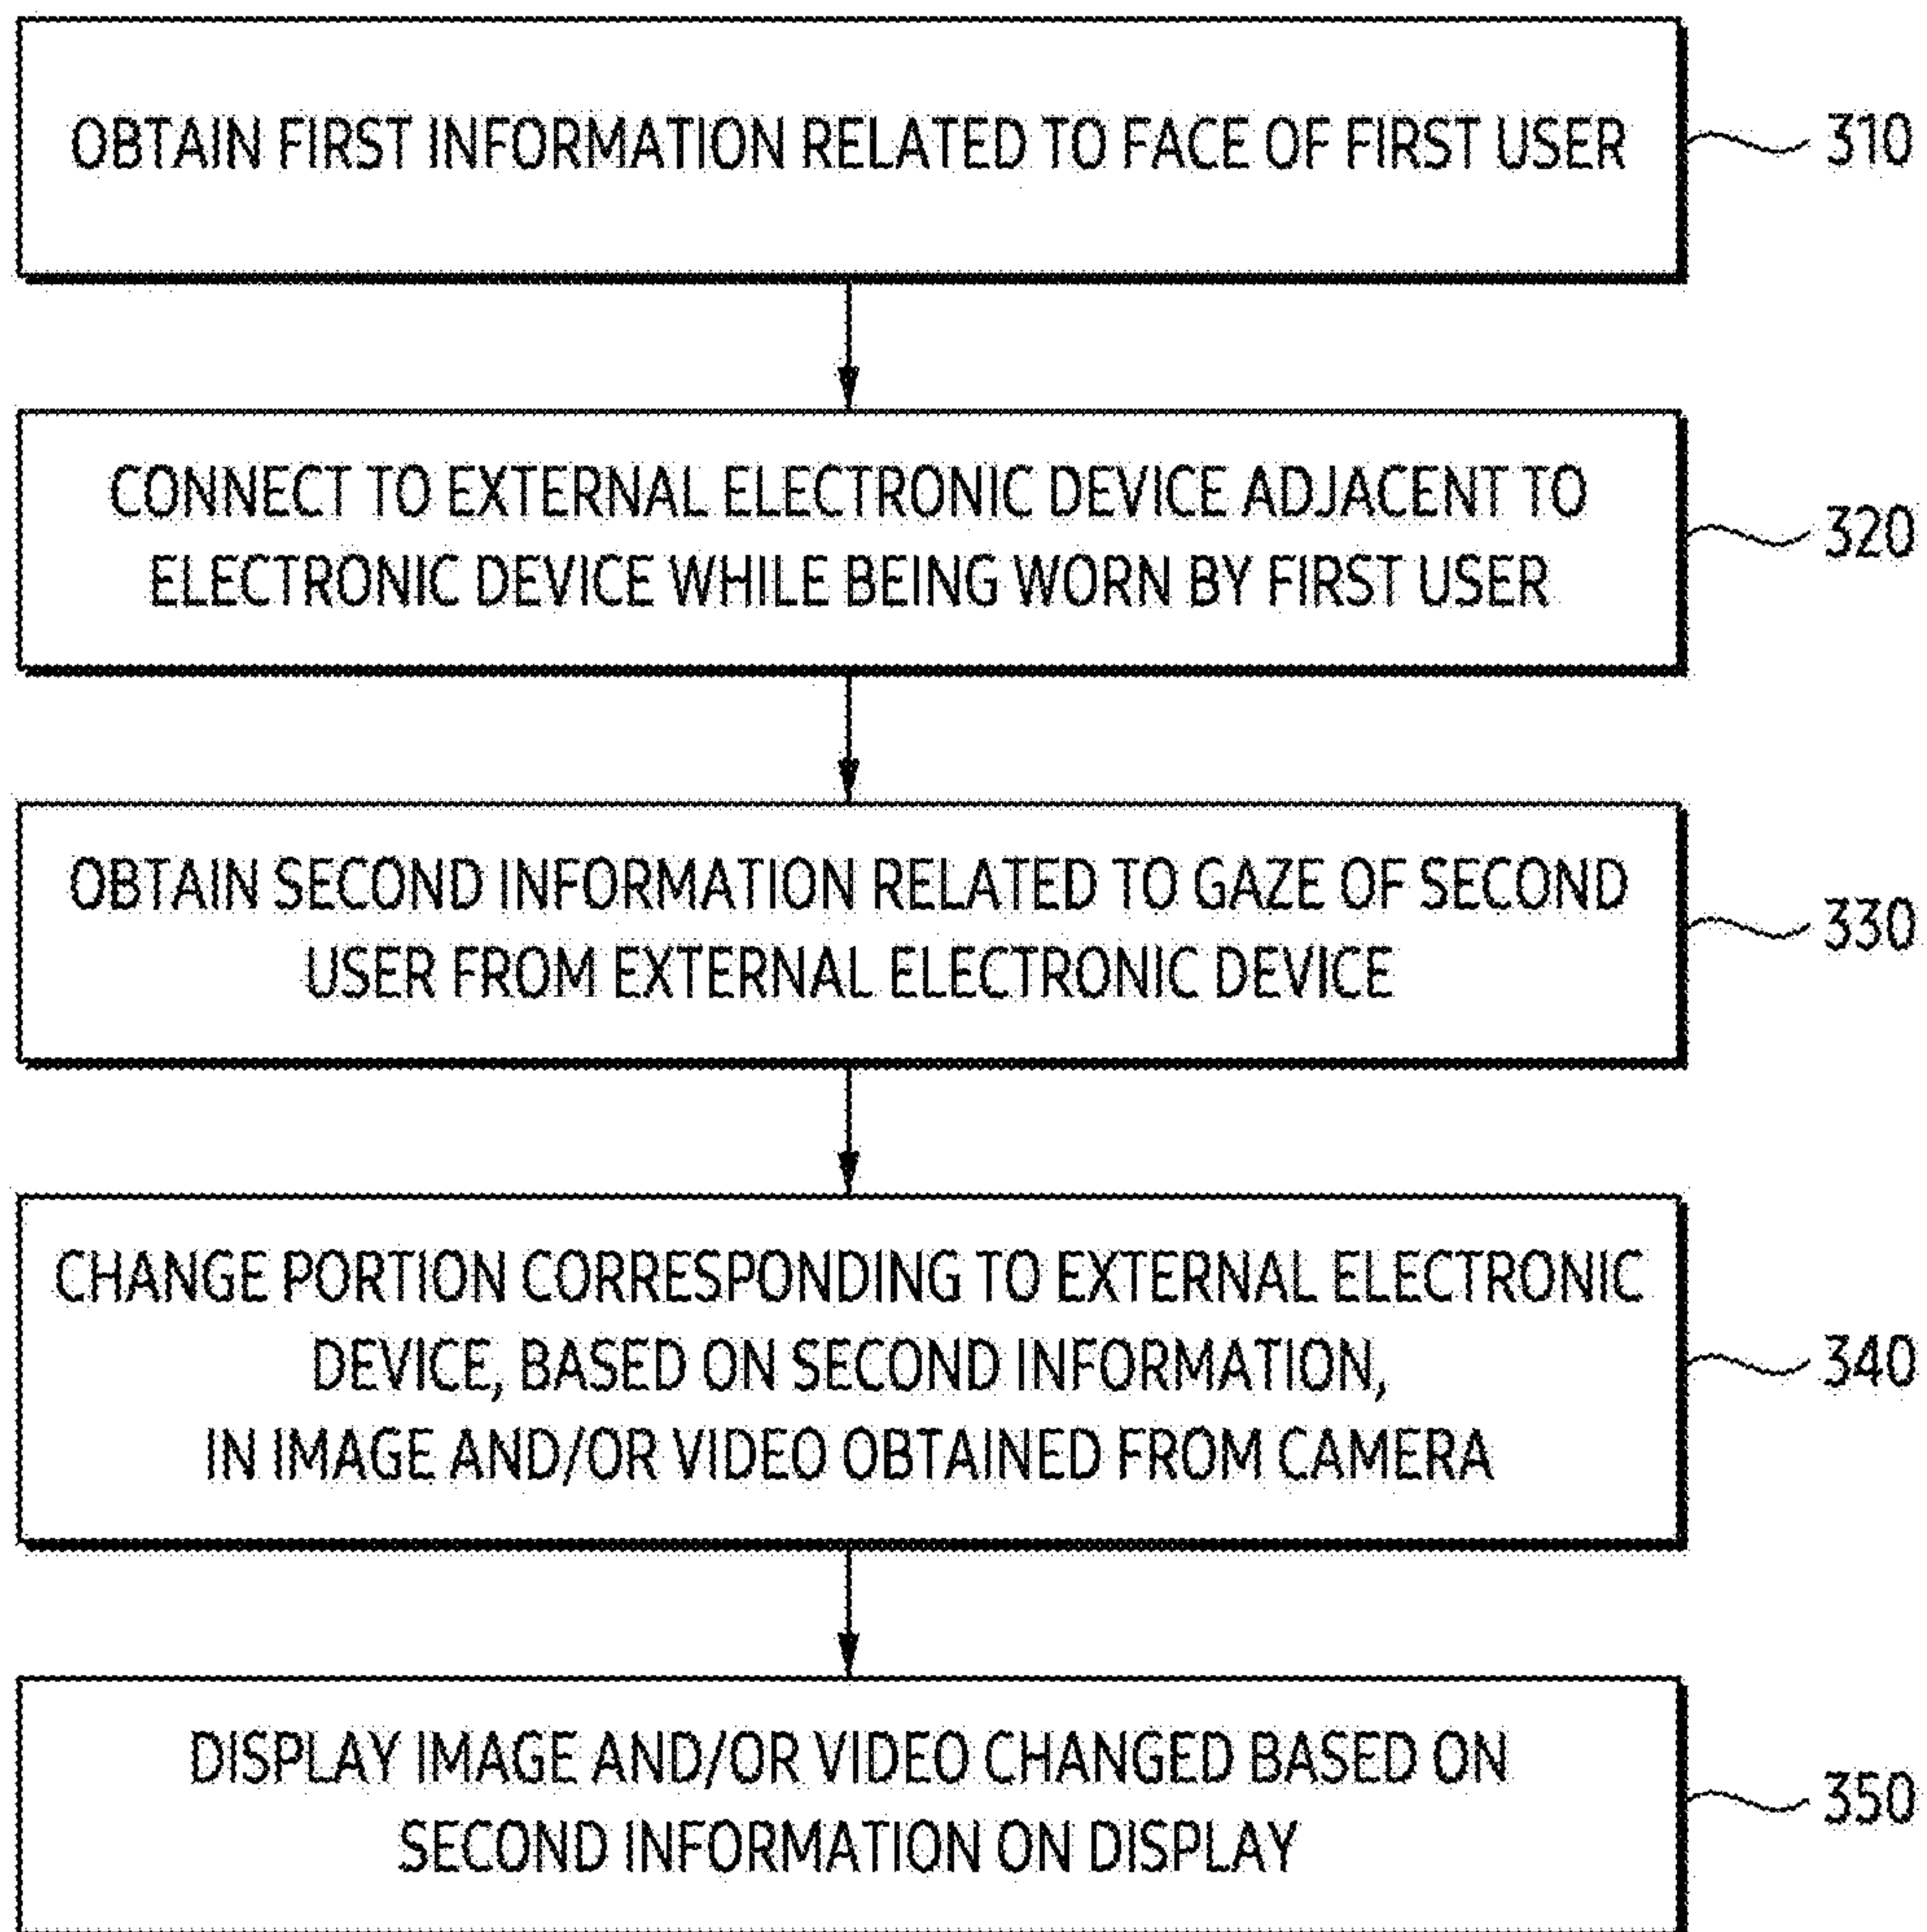 OBTAIN FIRST INFORMATION RELATED TO FACE OF FIRST USER
310
CONNECT TO EXTERNAL ELECTRONIC DEVICE ADJACENT TO
ELECTRONIC DEVICE WHILE BEING WORN BY FIRST USER
320
OBTAIN SECOND INFORMATION RELATED TO GAZE OF SECOND
USER FROM EXTERNAL ELECTRONIC DEVICE
330
CHANGE PORTION CORRESPONDING TO EXTERNAL ELECTRONIC
DEVICE, BASED ON SECOND INFORMATION,
IN IMAGE AND/OR VIDEO OBTAINED FROM CAMERA
340
DISPLAY IMAGE AND/OR VIDEO CHANGED BASED ON
SECOND INFORMATION ON DISPLAY
350